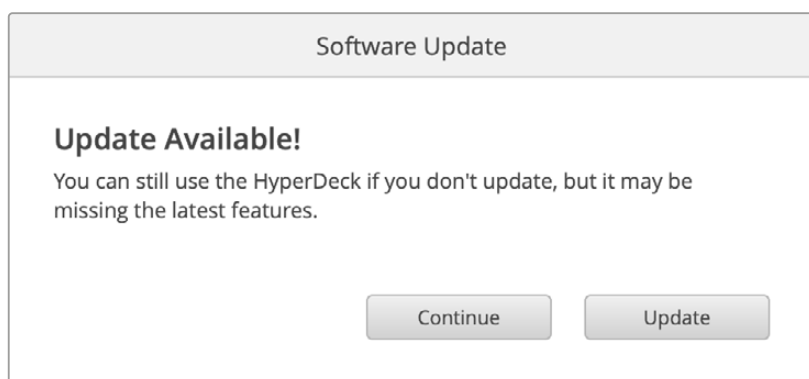 Software Update
Update Available!
You can still use the HyperDeck if you don't update, but it may be
missing the latest features.
Continue
Update